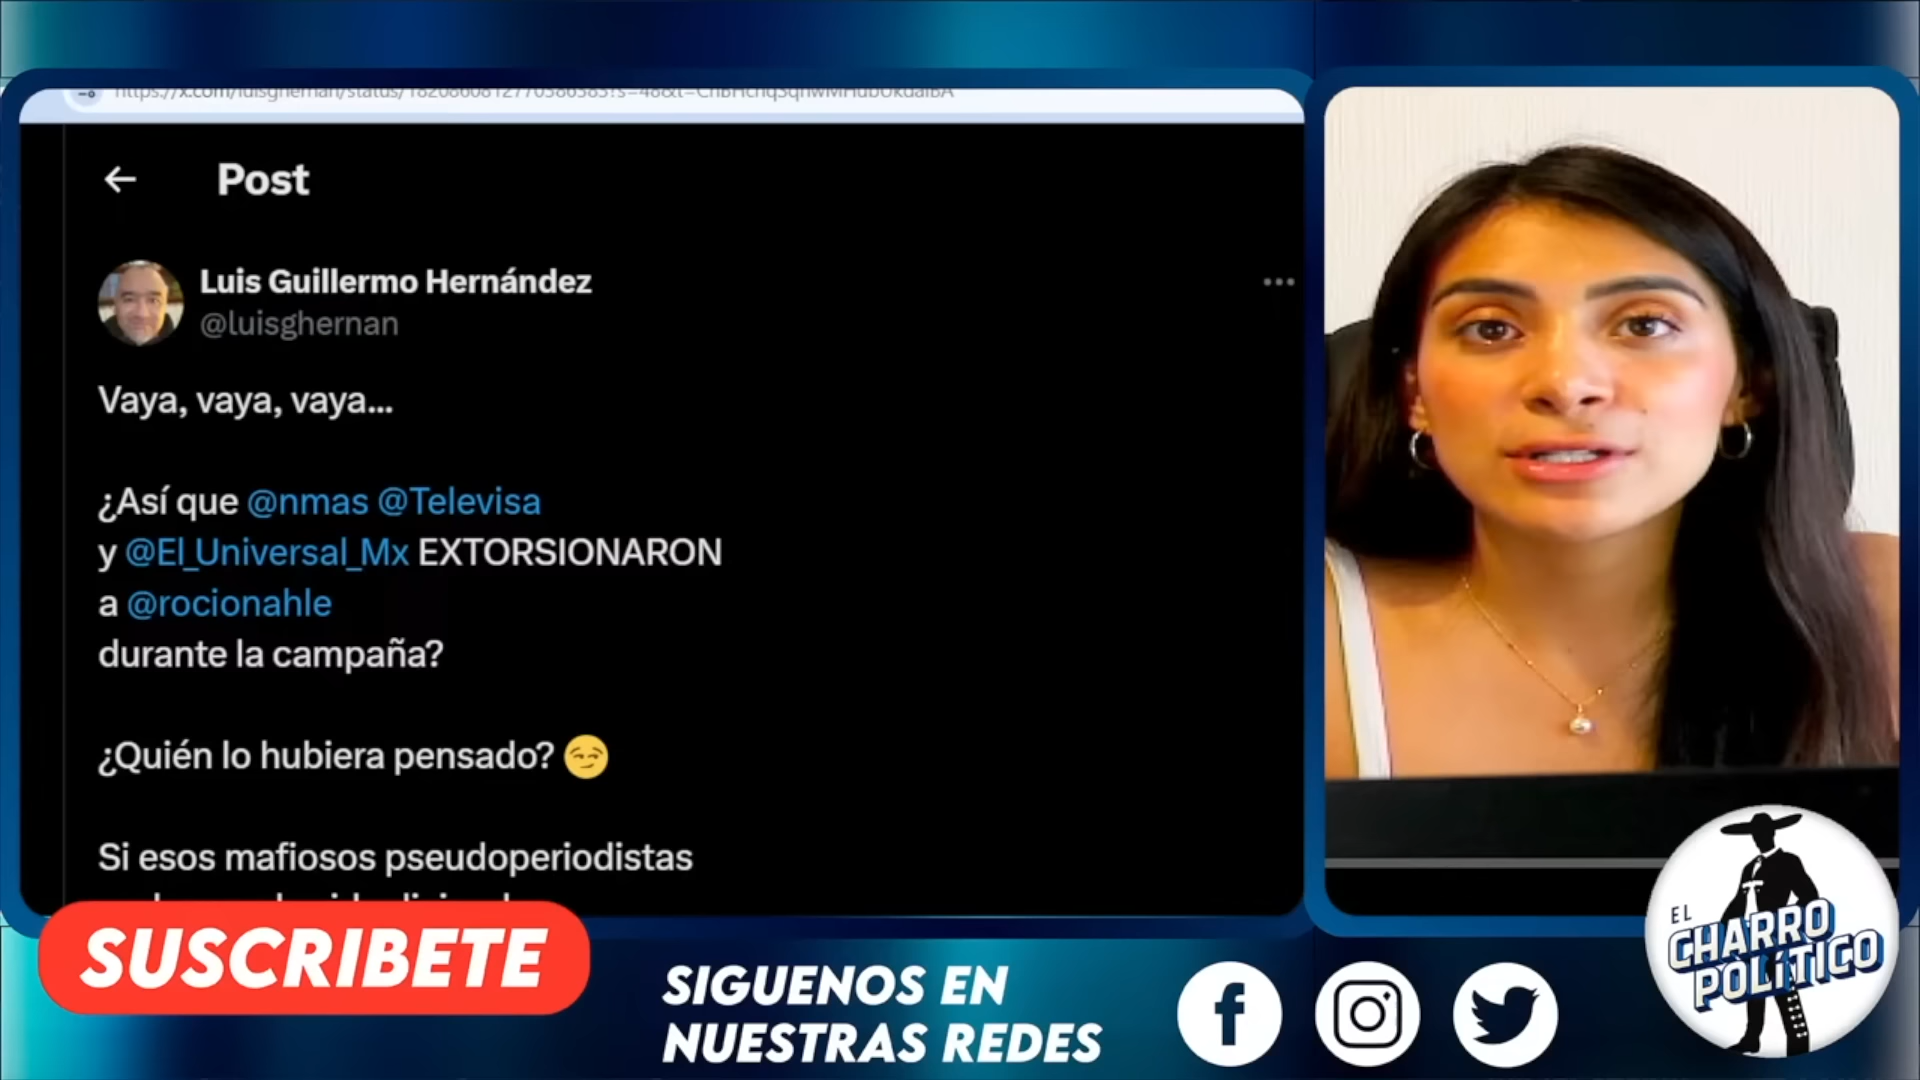 Post
Luis Guillermo Hernández
@luisghernan
Vaya, vaya, vaya...
¿Así que @nmas @Televisa
y @El_Universal_Mx EXTORSIONARON
a @rocionahle
durante la campaña?
¿Quién lo hubiera pensado? 😏
Si esos mafiosos pseudoperiodistas
SUSCRIBETE
SIGUENOS EN
NUESTRAS REDES
EL
CHARRO
POLÍTICO